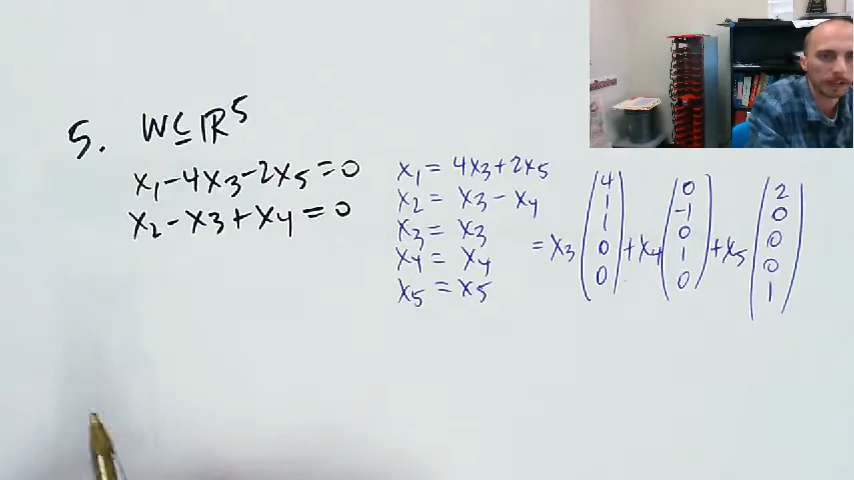 5. W⊆ℝ⁵
x₁-4x₃-2x₅=0
x₂-x₃+x₄=0
x₁ = 4x₃+2x₅
x₂ = x₃-x₄
x₃ = x₃
x₄ = x₄
x₅ = x₅
= x₃ (4 1 1 0 0) + x₄ (0 -1 0 1 0) + x₅ (2 0 0 0 1)